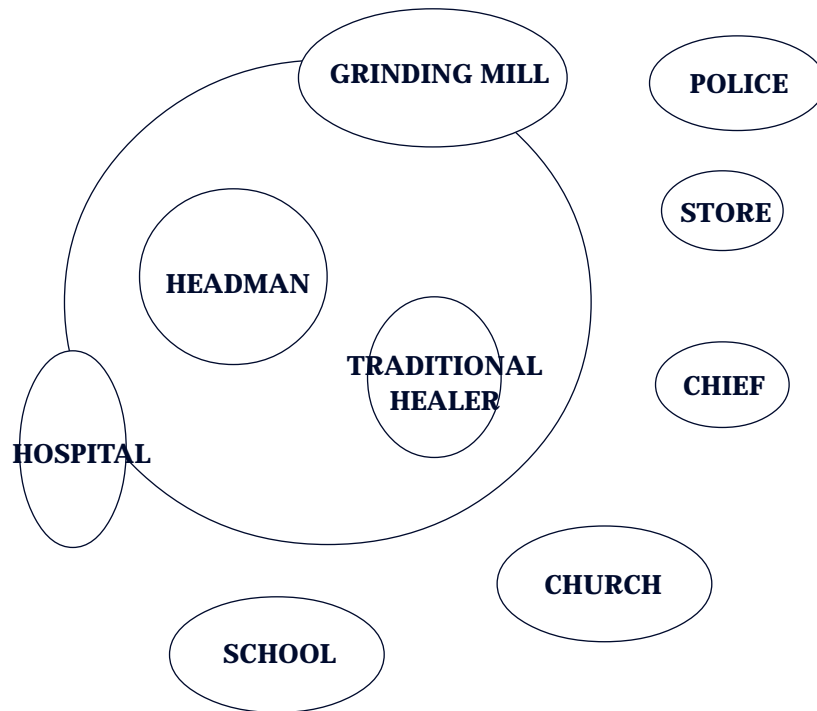 GRINDING MILL
POLICE
STORE
HEADMAN
TRADITIONAL
HEALER
CHIEF
HOSPITAL
CHURCH
SCHOOL